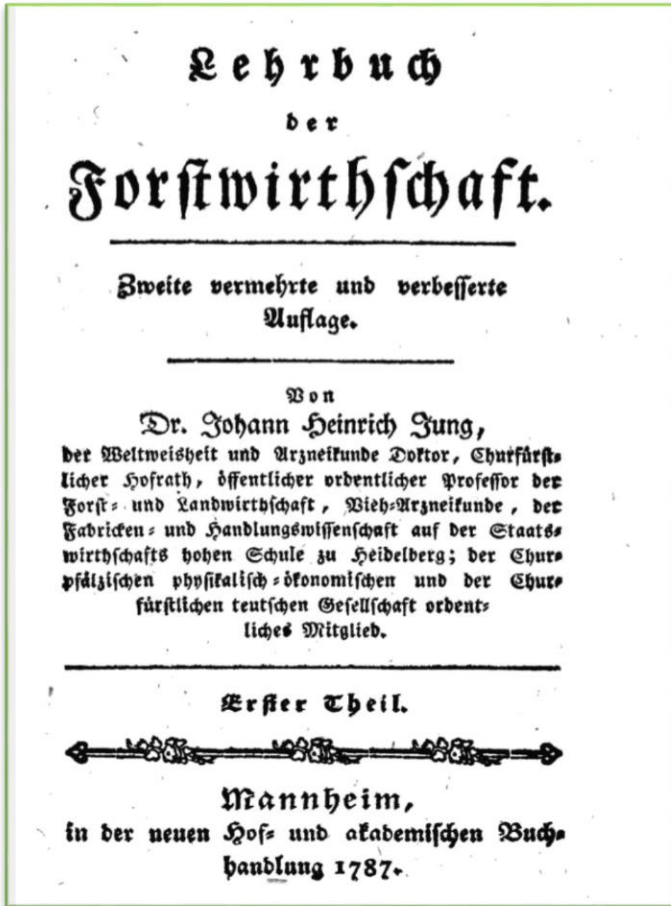 Lehrbuch
der
Forstwirthschaft.
Zweite vermehrte und verbesserte
Auflage.
Von
Dr. Johann Heinrich Jung,
der Weltweisheit und Arzneikunde Doktor, Churfürst-
licher Hofrath, öffentlicher ordentlicher Professor der
Forst- und Landwirthschaft, Vieh-Arzneikunde, der
Fabricken- und Handlungswissenschaft auf der Staats-
wirthschafts hohen Schule zu Heidelberg; der Chur-
pfälzischen physikalisch-ökonomischen und der Chur-
fürstlichen teutschen Gesellschaft ordent-
liches Mitglied.
Erster Theil.
Mannheim,
in der neuen Hof- und akademischen Buch-
handlung 1787.